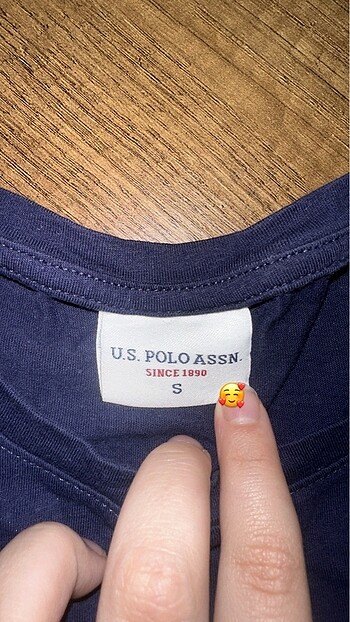 U.S. POLO ASSN.
SINCE 1890
S